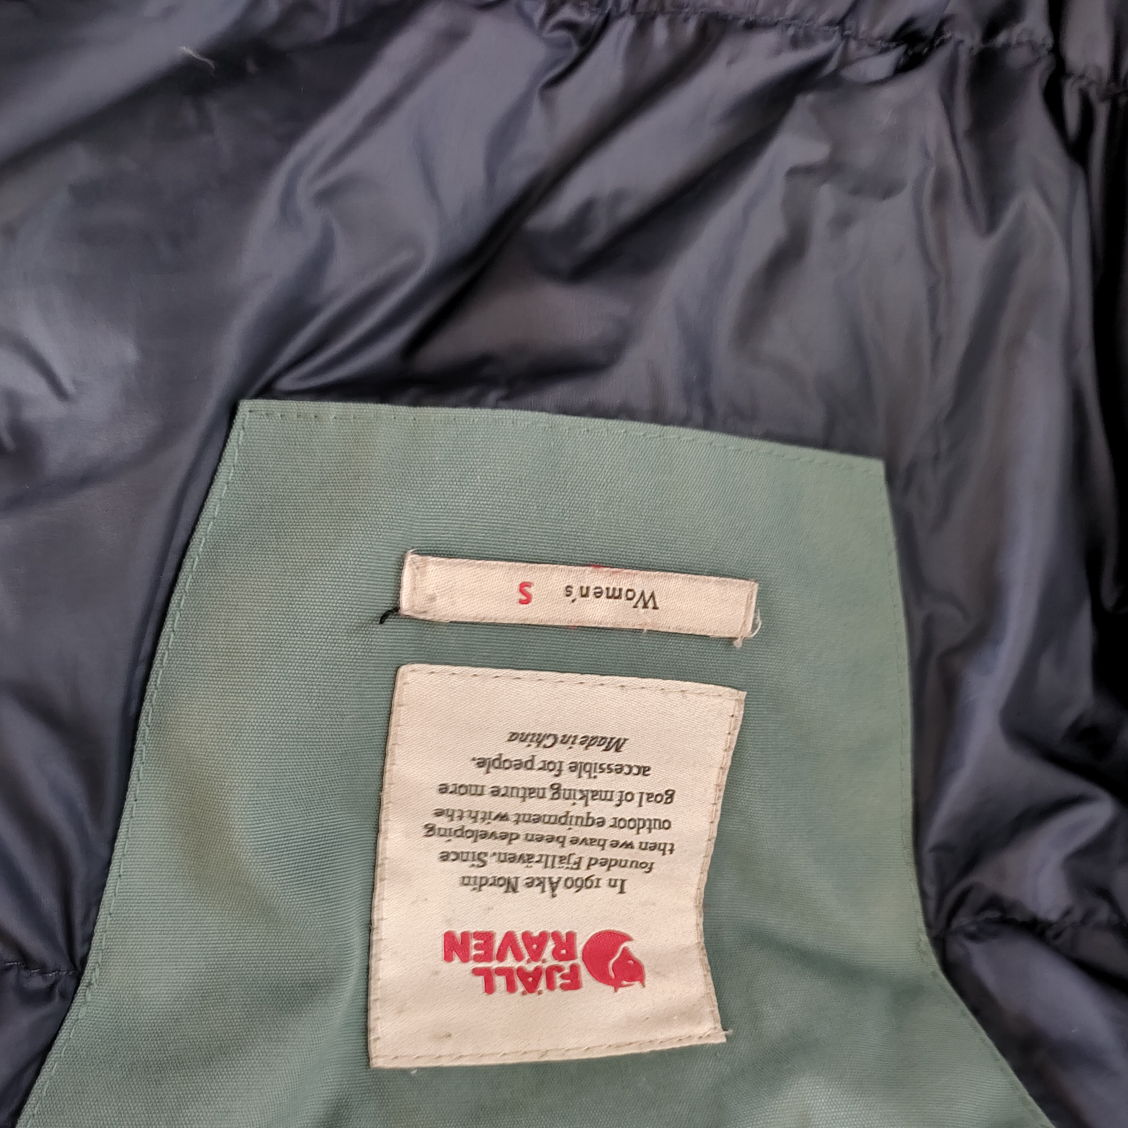 FJÄLL
RÄVEN
In 1960 Åke Nordin
founded Fjällräven. Since
then we have been developing
outdoor equipment with the
goal of making nature more
accessible for people.
Made in China
Women's S